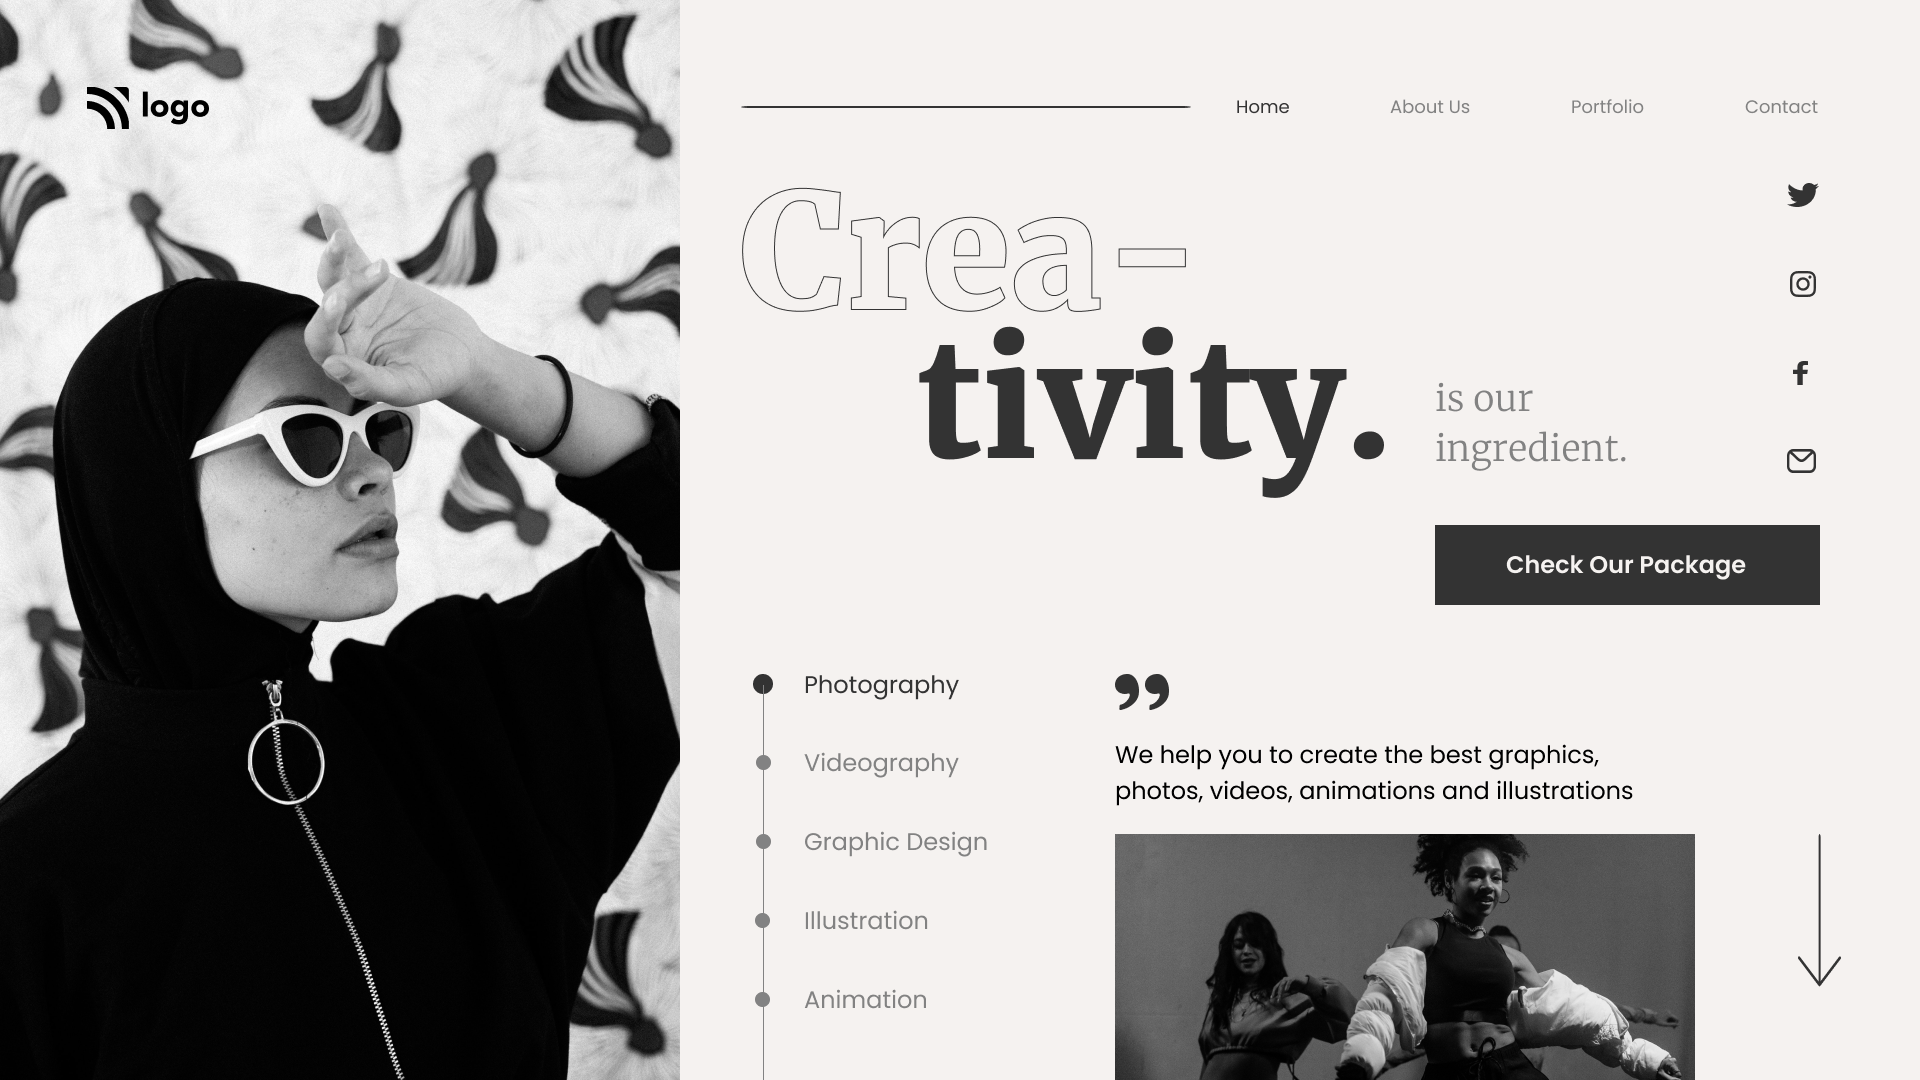 logo
Home
About Us
Portfolio
Contact
Crea-
tivity.
is our
ingredient.
Check Our Package
Photography
Videography
Graphic Design
Illustration
Animation
”
We help you to create the best graphics,
photos, videos, animations and illustrations